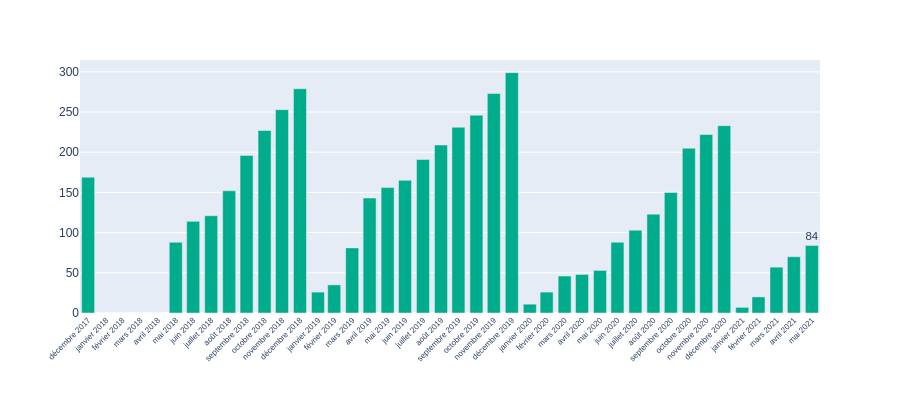 300
250
200
150
100
50
0
84
décembre 2017
janvier 2018
février 2018
mars 2018
avril 2018
mai 2018
juin 2018
juillet 2018
août 2018
septembre 2018
octobre 2018
novembre 2018
décembre 2018
janvier 2019
février 2019
mars 2019
avril 2019
mai 2019
juin 2019
juillet 2019
août 2019
septembre 2019
octobre 2019
novembre 2019
décembre 2019
janvier 2020
février 2020
mars 2020
avril 2020
mai 2020
juin 2020
juillet 2020
août 2020
septembre 2020
octobre 2020
novembre 2020
décembre 2020
janvier 2021
février 2021
mars 2021
avril 2021
mai 2021